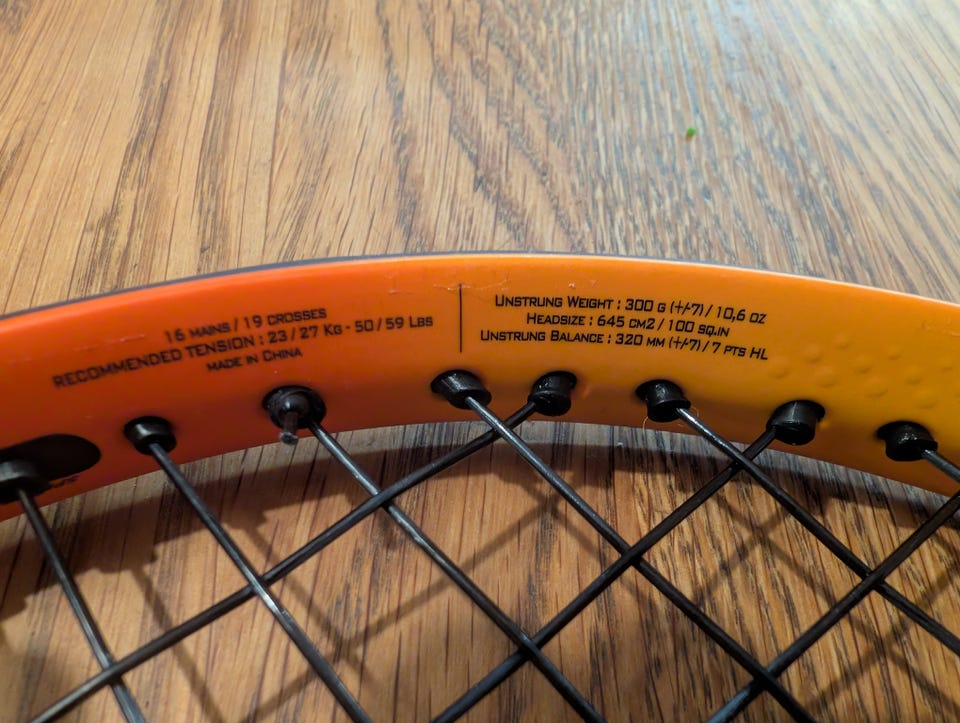 16 MAINS / 19 CROSSES
RECOMMENDED TENSION : 23 / 27 KG - 50 / 59 LBS
MADE IN CHINA
UNSTRUNG WEIGHT : 300 G (+/-7) / 10,6 OZ
HEADSIZE : 645 CM2 / 100 SQ.IN
UNSTRUNG BALANCE : 320 MM (+/-7) / 7 PTS HL